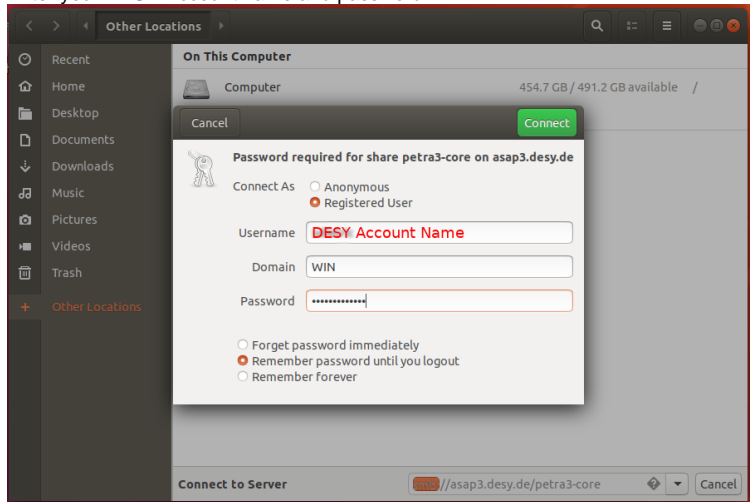 Other Locations
Recent
Home
Desktop
Documents
Downloads
Music
Pictures
Videos
Trash
+ Other Locations
On This Computer
Computer 454.7 GB / 491.2 GB available /
Cancel Connect
Password required for share petra3-core on asap3.desy.de
Connect As Anonymous
Registered User
Username DESY Account Name
Domain WIN
Password •••••••••••••
Forget password immediately
Remember password until you logout
Remember forever
Connect to Server //asap3.desy.de/petra3-core Cancel